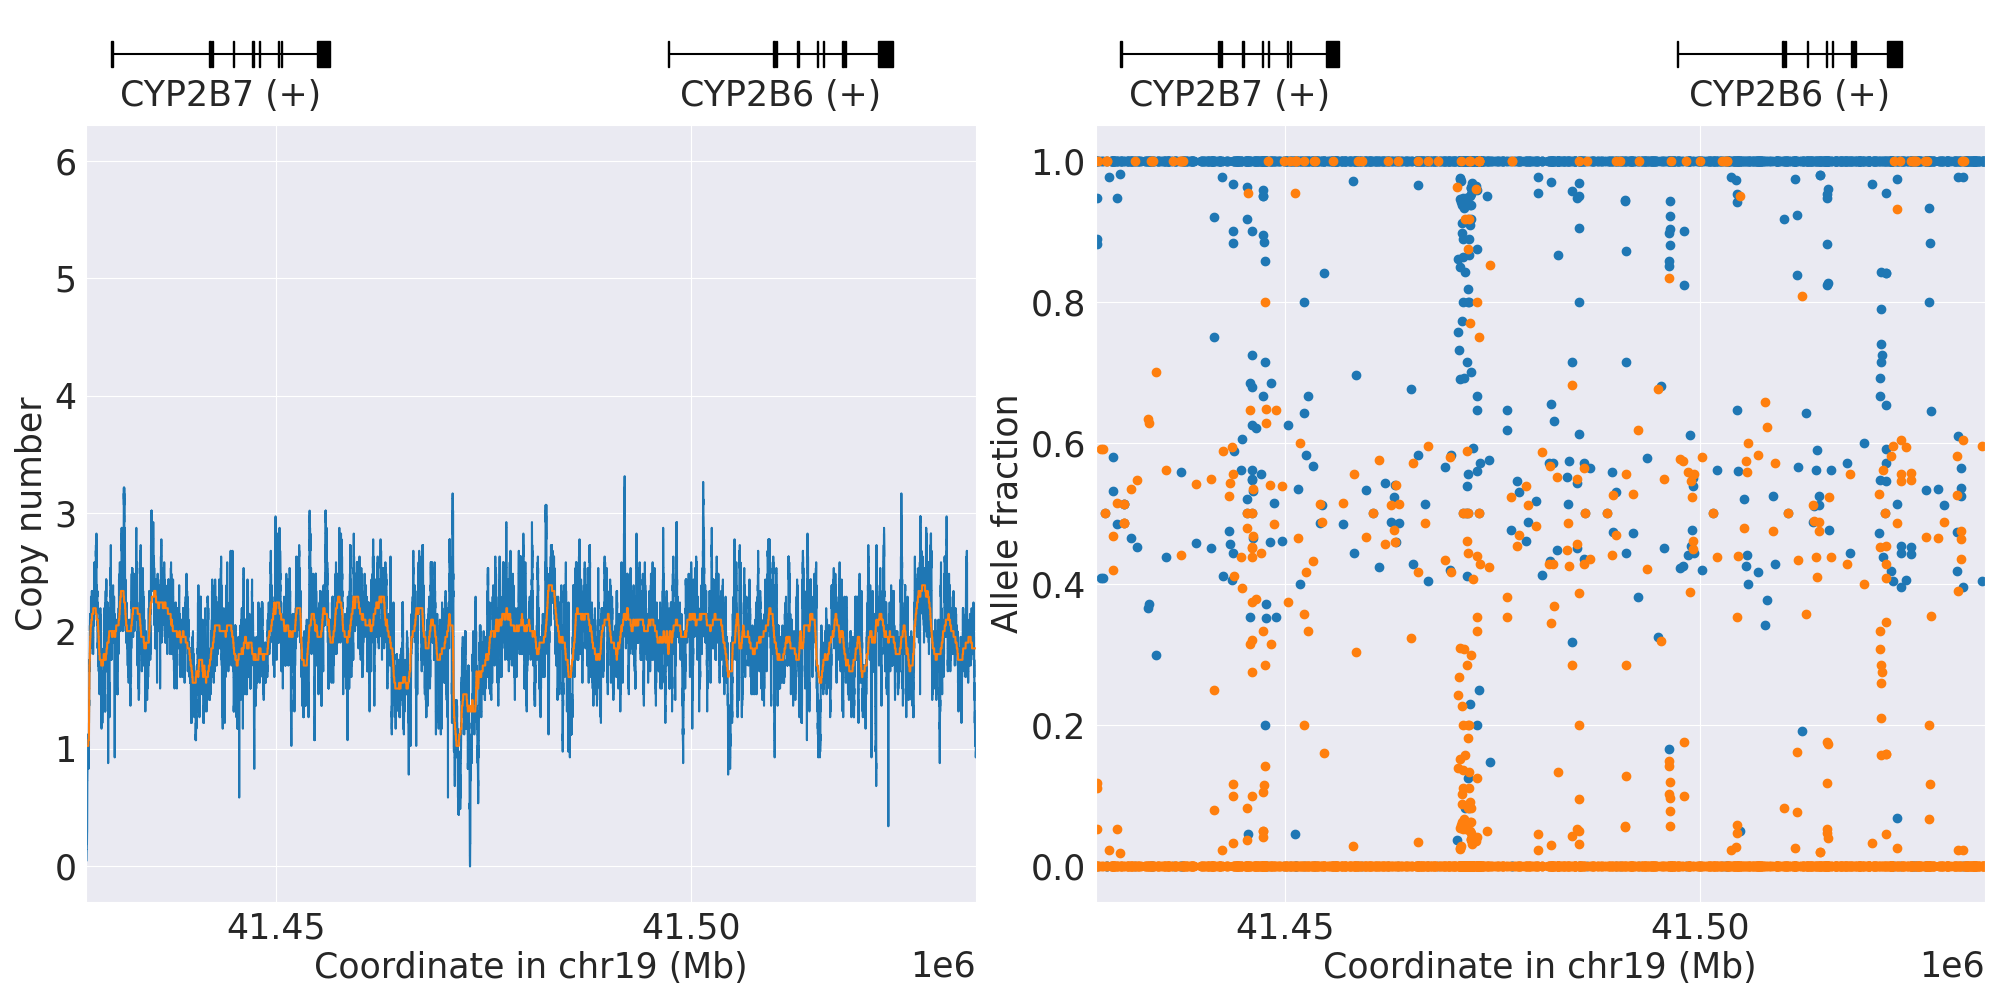 CYP2B7 (+)
CYP2B6 (+)
6
5
4
3
2
1
0
Copy number
41.45
41.50
Coordinate in chr19 (Mb)
1e6
CYP2B7 (+)
CYP2B6 (+)
1.0
0.8
0.6
0.4
0.2
0.0
Allele fraction
41.45
41.50
Coordinate in chr19 (Mb)
1e6